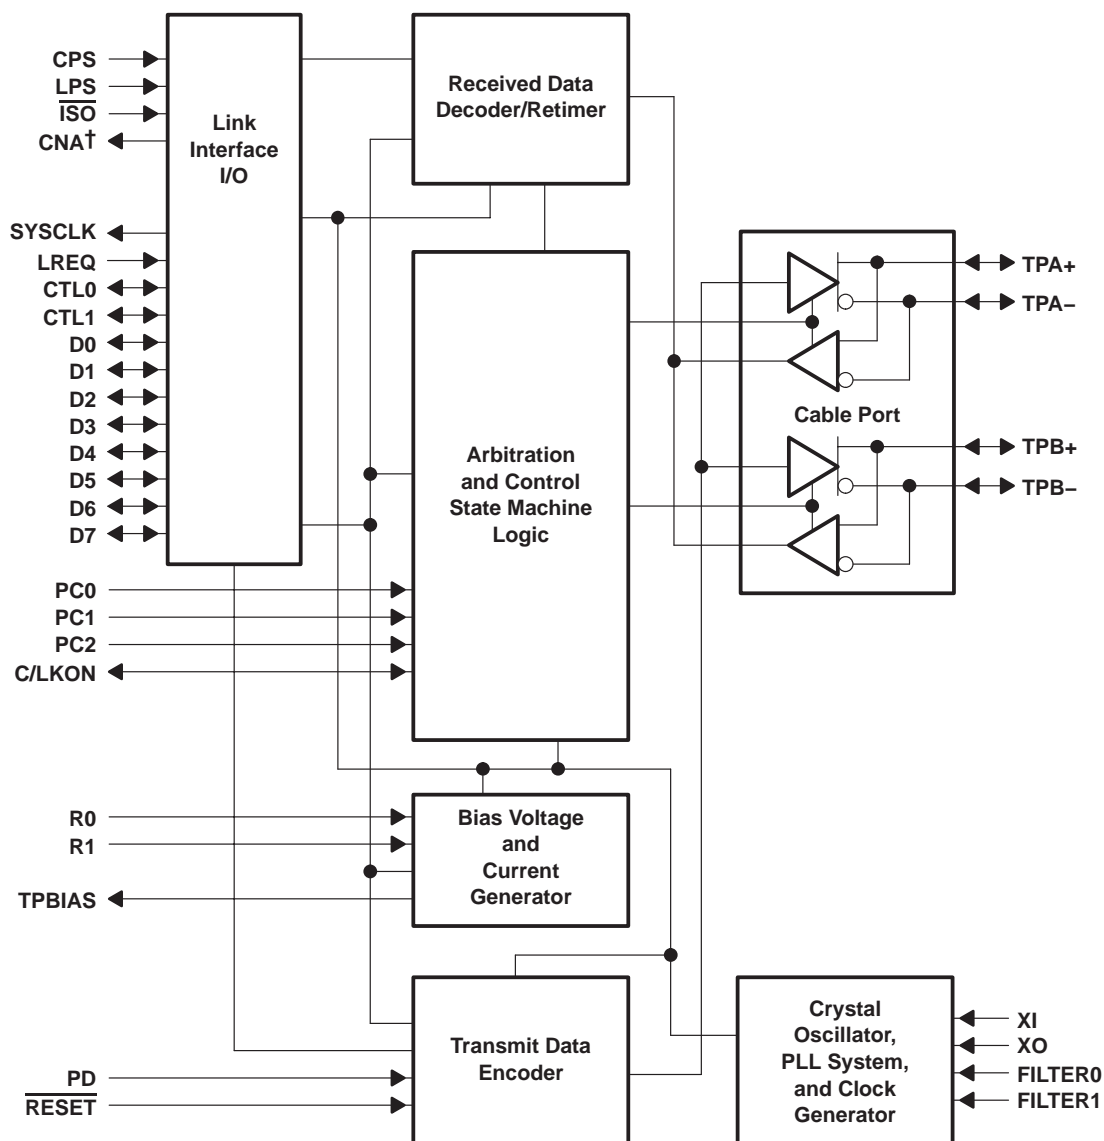 CPS
LPS
ISO
CNA†
SYSCLK
LREQ
CTL0
CTL1
D0
D1
D2
D3
D4
D5
D6
D7
PC0
PC1
PC2
C/LKON
R0
R1
TPBIAS
PD
RESET
Link
Interface
I/O
Received Data
Decoder/Retimer
Arbitration
and Control
State Machine
Logic
Bias Voltage
and
Current
Generator
Transmit Data
Encoder
Cable Port
TPA+
TPA−
TPB+
TPB−
Crystal
Oscillator,
PLL System,
and Clock
Generator
XI
XO
FILTER0
FILTER1